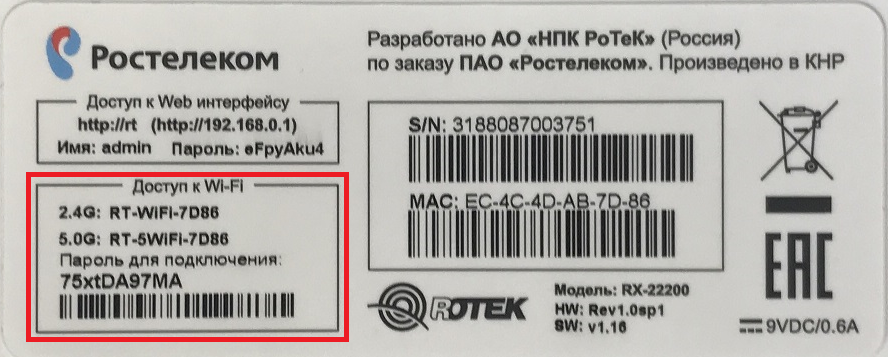 Ростелеком
Разработано АО «НПК РоТеК» (Россия)
по заказу ПАО «Ростелеком». Произведено в КНР
Доступ к Web интерфейсу
http://rt (http://192.168.0.1)
Имя: admin Пароль: eFpyAku4
Доступ к Wi-Fi
2.4G: RT-WiFi-7D86
5.0G: RT-5WiFi-7D86
Пароль для подключения:
75xtDA97MA
S/N: 3188087003751
MAC: EC-4C-4D-AB-7D-86
ROTEK
Модель: RX-22200
HW: Rev1.0sp1
SW: v1.16
EAC
9VDC/0.6A